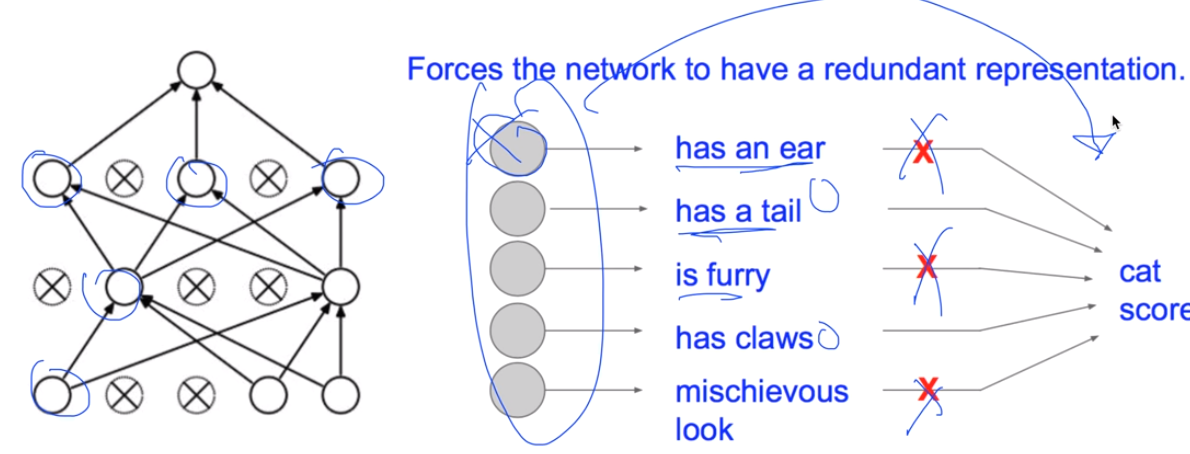 Forces the network to have a redundant representation.
has an ear
X
has a tail
is furry
X
cat
score
has claws
mischievous
look
X